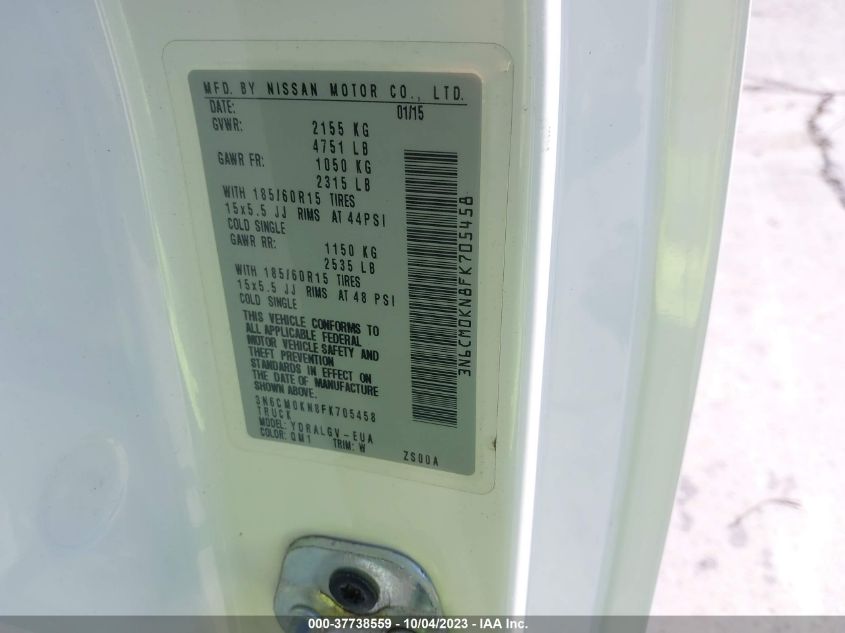 MFD. BY NISSAN MOTOR CO., LTD.
DATE: 01/15
GVWR: 2155 KG
4751 LB
GAWR FR: 1050 KG
2315 LB
WITH 185/60R15 TIRES
15x5.5 JJ RIMS AT 44PSI
COLD SINGLE
GAWR RR: 1150 KG
2535 LB
WITH 185/60R15 TIRES
15x5.5 JJ RIMS AT 48 PSI
COLD SINGLE
THIS VEHICLE CONFORMS TO
ALL APPLICABLE FEDERAL
MOTOR VEHICLE SAFETY AND
THEFT PREVENTION
STANDARDS IN EFFECT ON
THE DATE OF MANUFACTURE
SHOWN ABOVE.
3N6CM0KN8FK705458
TRUCK
MODEL: YDRALGV-EUA
COLOR: QM1 TRIM: W
ZS00A
3N6CM0KN8FK705458
000-37738559 - 10/04/2023 - IAA Inc.